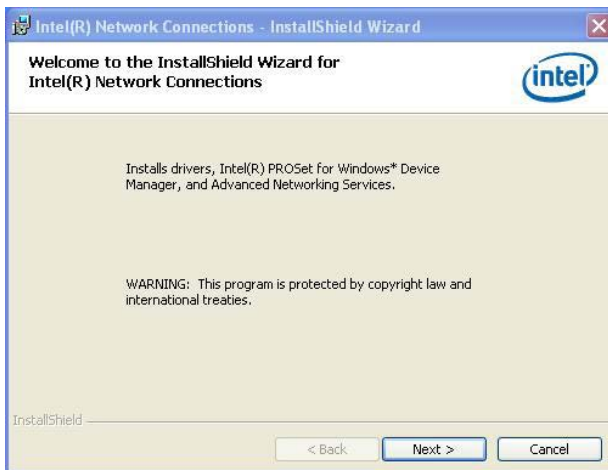 Intel(R) Network Connections - InstallShield Wizard
Welcome to the InstallShield Wizard for
Intel(R) Network Connections
intel
Installs drivers, Intel(R) PROSet for Windows* Device
Manager, and Advanced Networking Services.
WARNING: This program is protected by copyright law and
international treaties.
InstallShield
< Back
Next >
Cancel